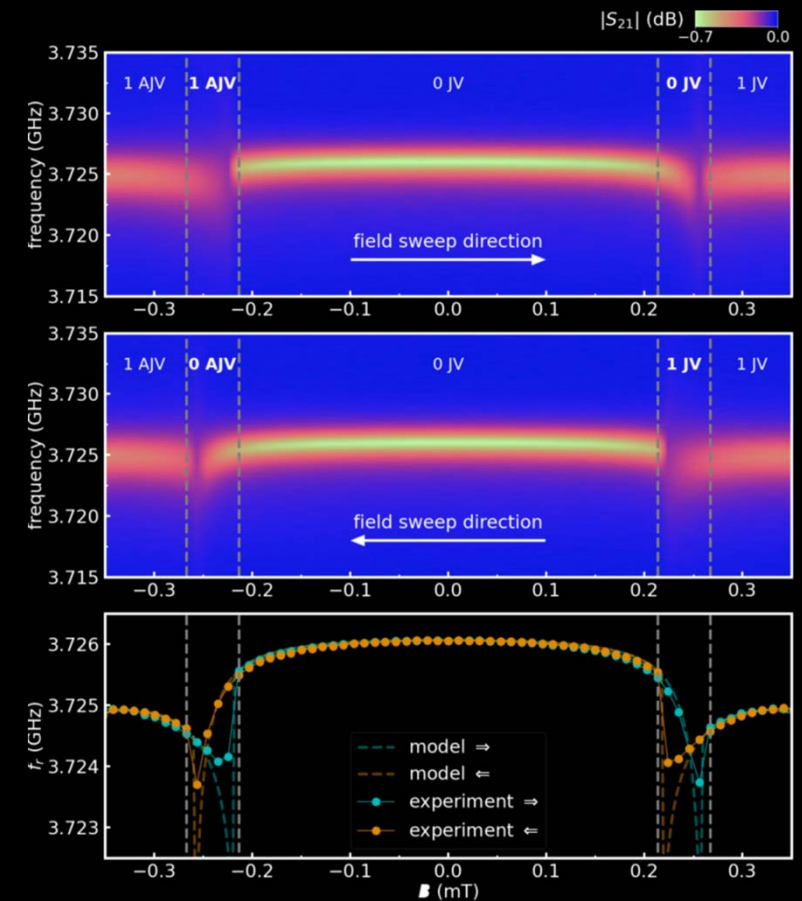 |S21| (dB)
−0.7 0.0
3.735
3.730
3.725
3.720
3.715
frequency (GHz)
1 AJV 1 AJV 0 JV 0 JV 1 JV
field sweep direction
−0.3 −0.2 −0.1 0.0 0.1 0.2 0.3
3.735
3.730
3.725
3.720
3.715
frequency (GHz)
1 AJV 0 AJV 0 JV 1 JV 1 JV
field sweep direction
−0.3 −0.2 −0.1 0.0 0.1 0.2 0.3
3.726
3.725
3.724
3.723
fr (GHz)
model ⇒
model ⇐
experiment ⇒
experiment ⇐
−0.3 −0.2 −0.1 0.0 0.1 0.2 0.3
B (mT)